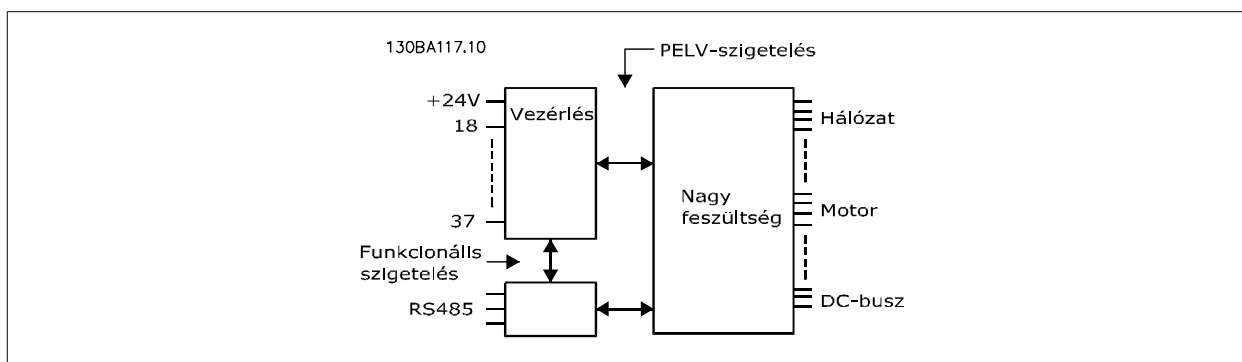 130BA117.10
PELV-szigetelés
+24V
Vezérlés
18
37
Hálózat
Nagy
feszültség
Motor
Funkcionális
szigetelés
RS485
DC-busz